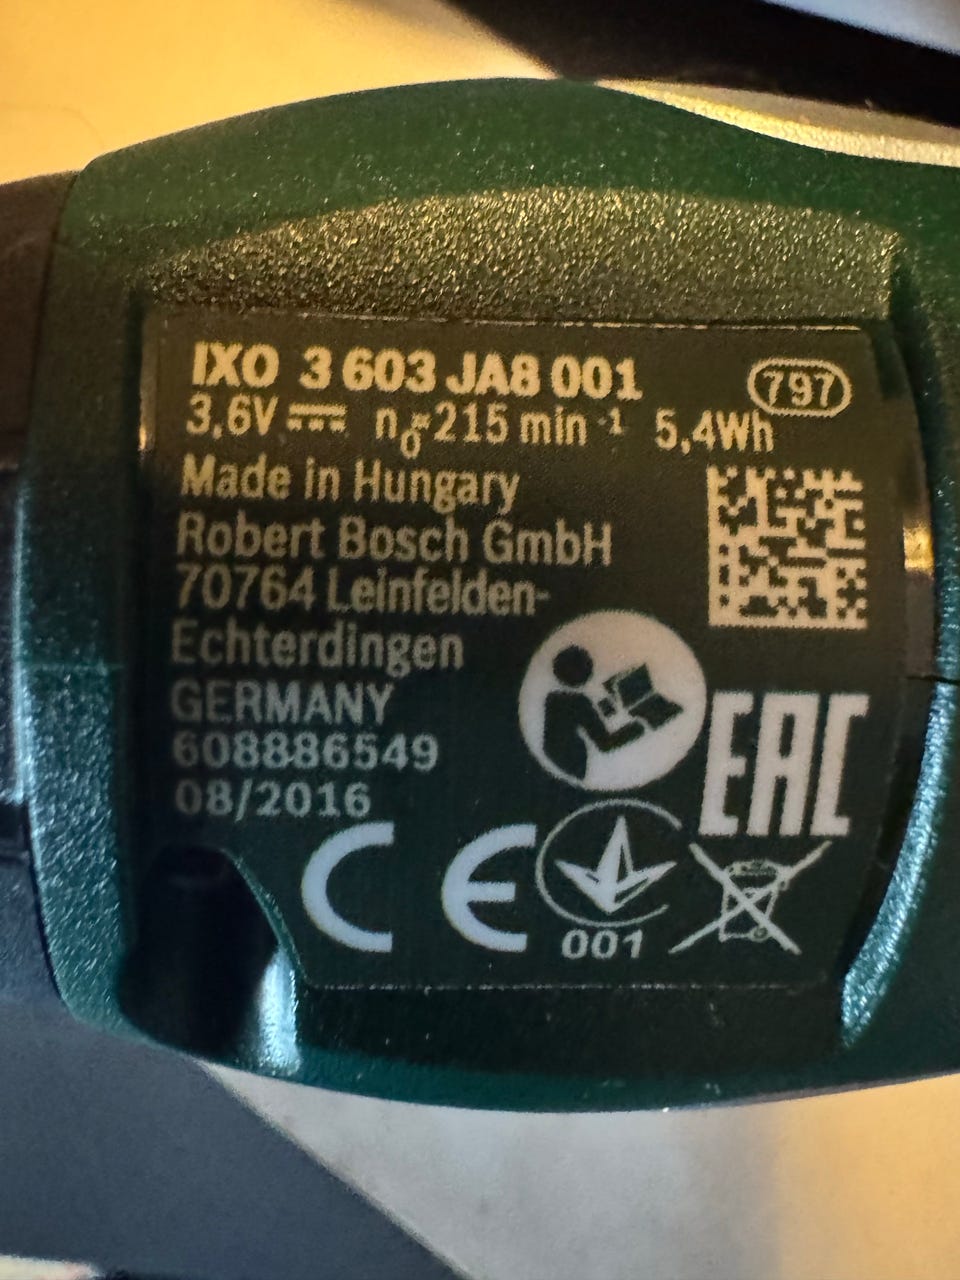 IXO 3 603 JA8 001
797
3,6V n₀=215 min⁻¹ 5,4Wh
Made in Hungary
Robert Bosch GmbH
70764 Leinfelden-
Echterdingen
GERMANY
608886549
08/2016
EAC
CE
001